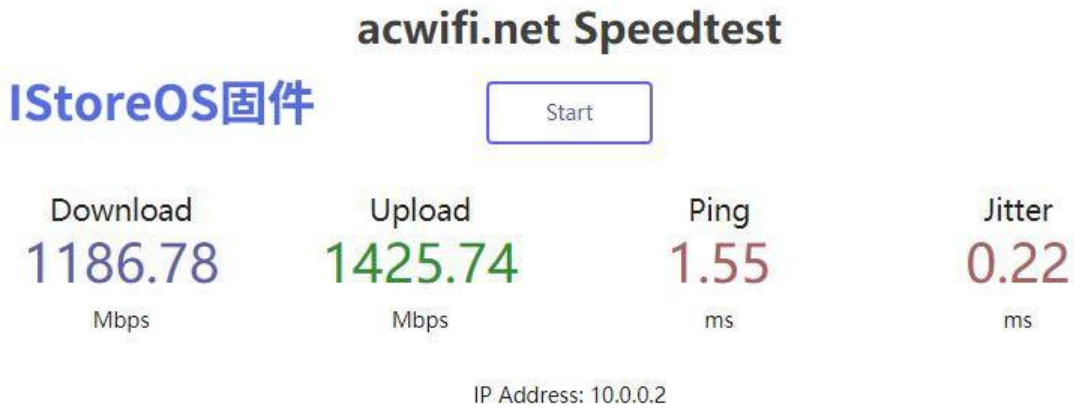 acwifi.net Speedtest
IStoreOS固件
Start
Download Upload Ping Jitter
1186.78 1425.74 1.55 0.22
Mbps Mbps ms ms
IP Address: 10.0.0.2